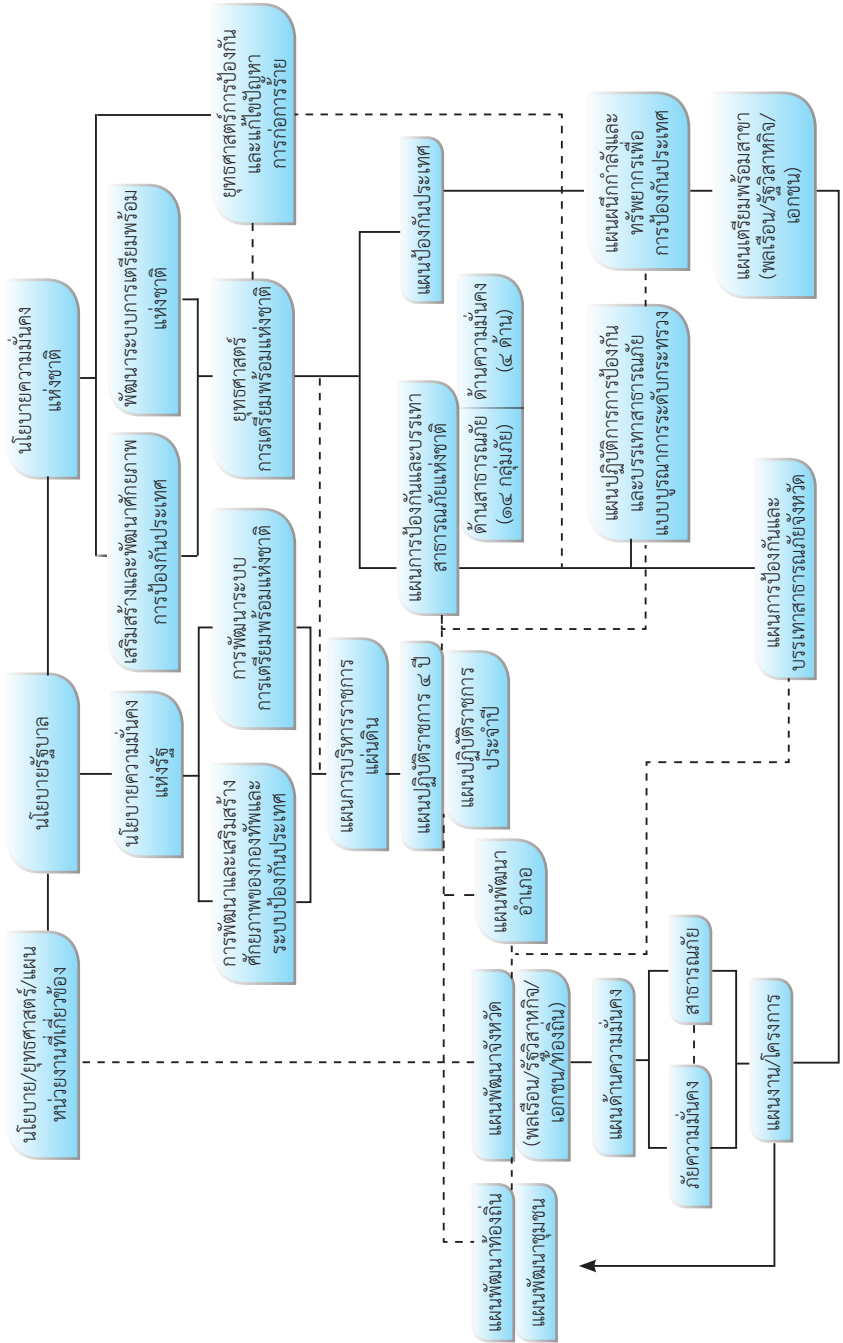 นโยบาย/ยุทธศาสตร์/แผน
หน่วยงานที่เกี่ยวข้อง
นโยบายรัฐบาล
นโยบายความมั่นคง
แห่งชาติ
นโยบายความมั่นคง
แห่งรัฐ
เสริมสร้างและพัฒนาศักยภาพ
การป้องกันประเทศ
พัฒนาระบบการเตรียมพร้อม
แห่งชาติ
การพัฒนาและเสริมสร้าง
ศักยภาพของกองทัพและ
ระบบป้องกันประเทศ
การพัฒนาระบบ
การเตรียมพร้อมแห่งชาติ
ยุทธศาสตร์
การเตรียมพร้อมแห่งชาติ
ยุทธศาสตร์การป้องกัน
และแก้ไขปัญหา
การก่อการร้าย
แผนการบริหารราชการ
แผ่นดิน
แผนปฏิบัติราชการ ๔ ปี
แผนปฏิบัติราชการ
ประจำปี
แผนการป้องกันและบรรเทา
สาธารณภัยแห่งชาติ
ด้านสาธารณภัย
(๑๔ กลุ่มภัย)
ด้านความมั่นคง
(๔ ด้าน)
แผนป้องกันประเทศ
แผนพัฒนาท้องถิ่น
แผนพัฒนาชุมชน
แผนพัฒนาจังหวัด
(พลเรือน/รัฐวิสาหกิจ/
เอกชน/ท้องถิ่น)
แผนพัฒนา
อำเภอ
แผนปฏิบัติการการป้องกัน
และบรรเทาสาธารณภัย
แบบบูรณาการระดับกระทรวง
แผนผนึกกำลังและ
ทรัพยากรเพื่อ
การป้องกันประเทศ
แผนด้านความมั่นคง
ภัยความมั่นคง
สาธารณภัย
แผนงาน/โครงการ
แผนการป้องกันและ
บรรเทาสาธารณภัยจังหวัด
แผนเตรียมพร้อมสาขา
(พลเรือน/รัฐวิสาหกิจ/
เอกชน)